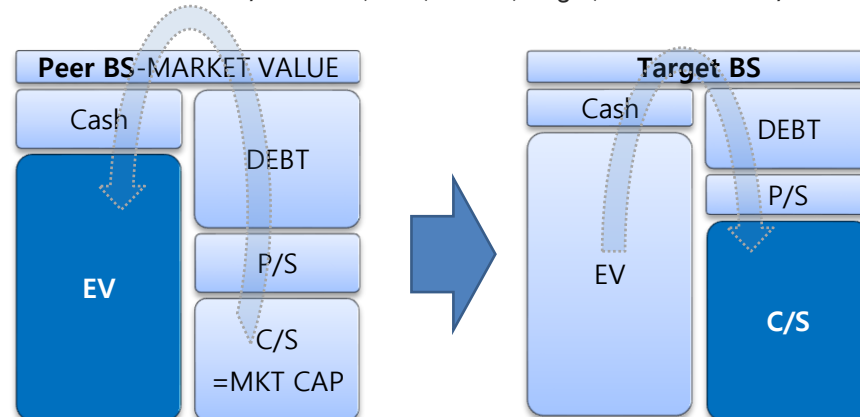 Peer BS-MARKET VALUE
Cash
DEBT
EV
P/S
C/S
=MKT CAP
Target BS
Cash
DEBT
EV
P/S
C/S